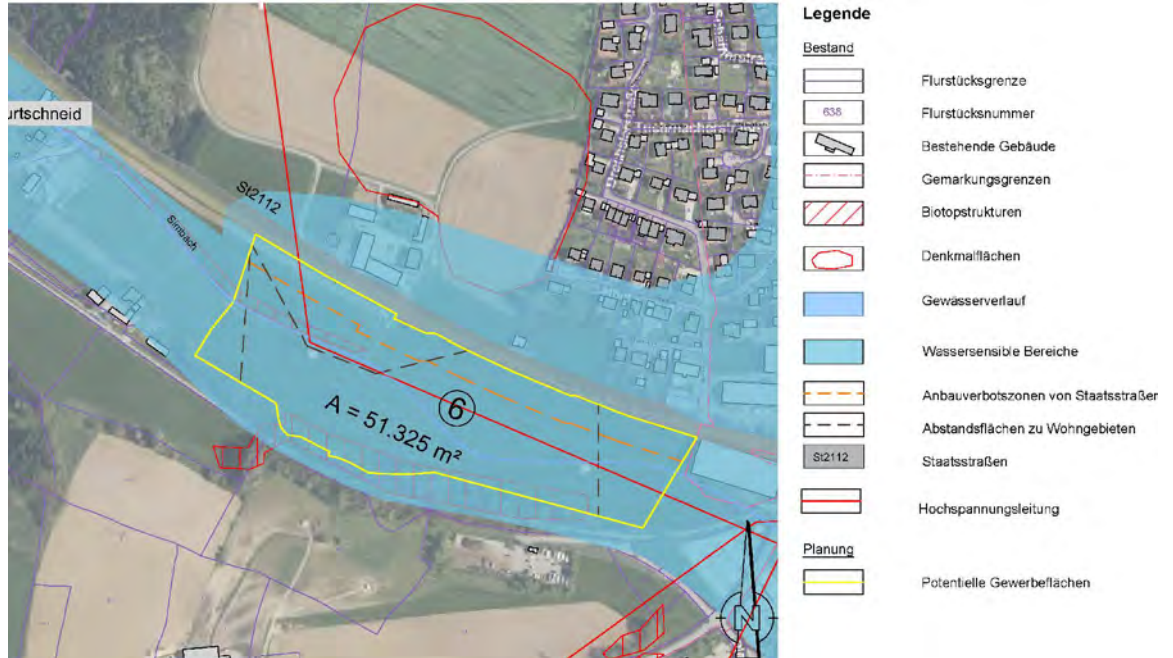 urtschneid
St2112
Simbach
6
A = 51.325 m²
N
Legende
Bestand
Flurstücksgrenze
638
Flurstücksnummer
Bestehende Gebäude
Gemarkungsgrenzen
Biotopstrukturen
Denkmalflächen
Gewässerverlauf
Wassersensible Bereiche
Anbauverbotszonen von Staatsstraßen
Abstandsflächen zu Wohngebieten
St2112
Staatsstraßen
Hochspannungsleitung
Planung
Potentielle Gewerbeflächen